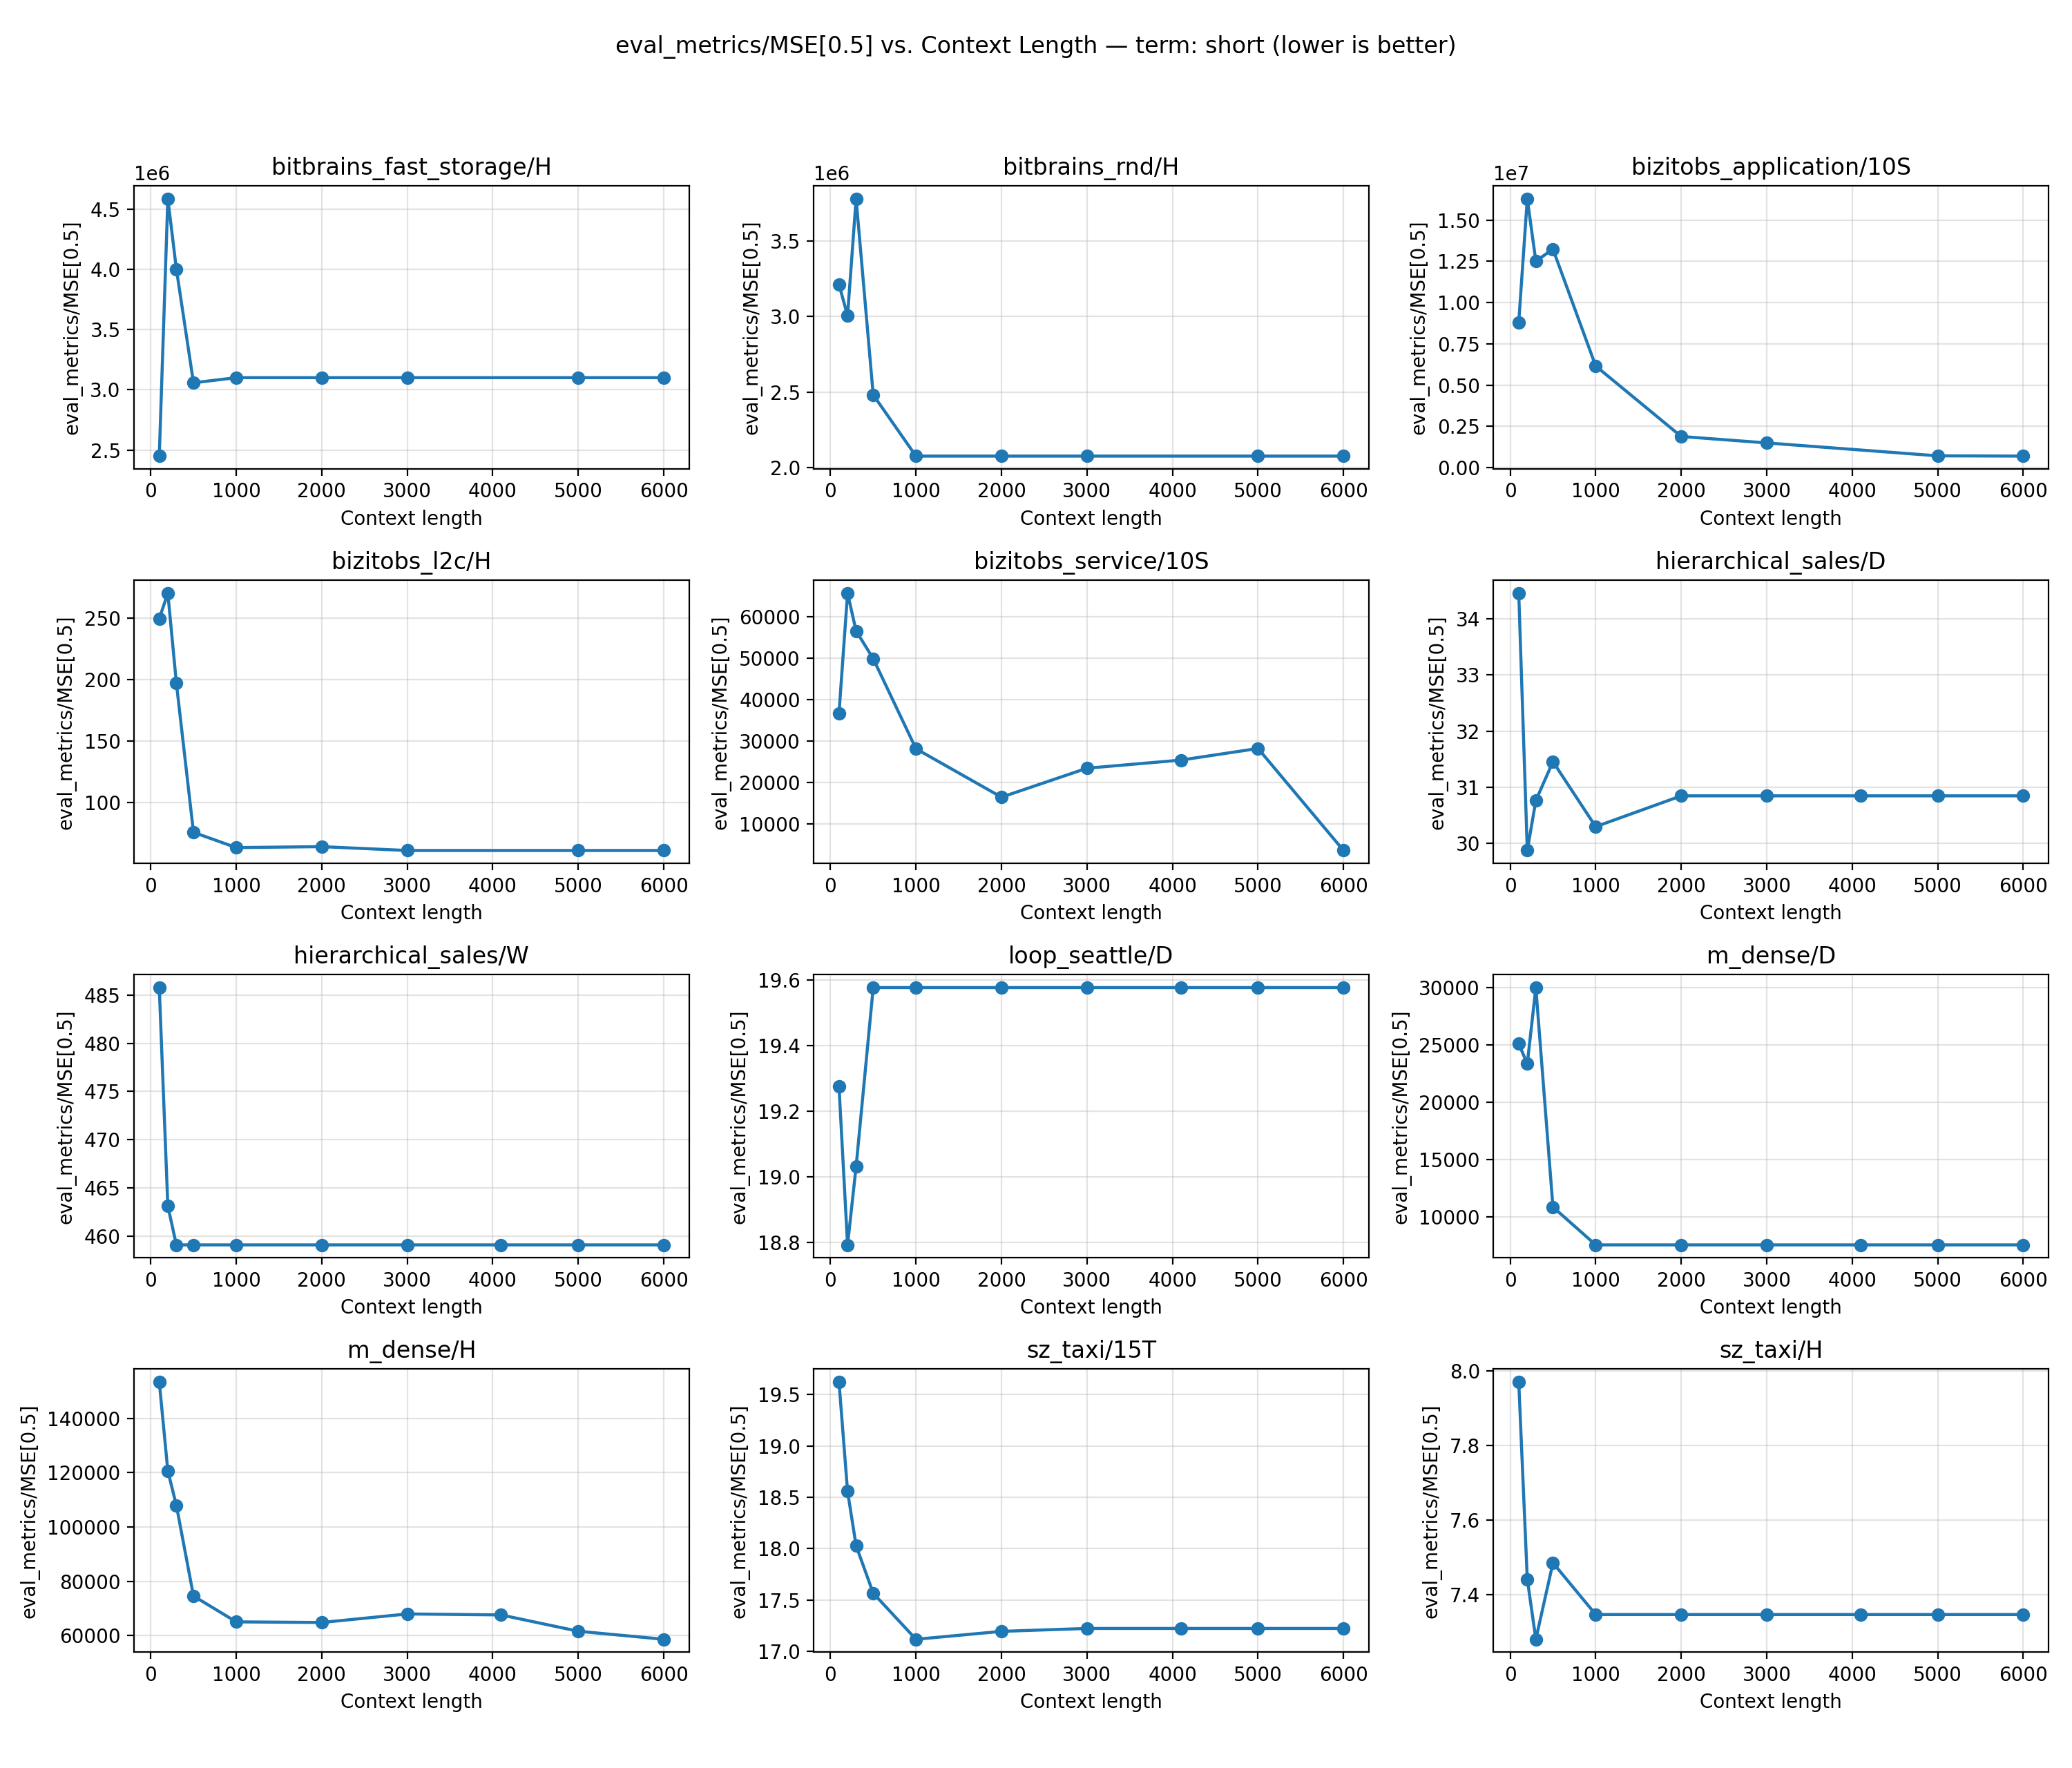 eval_metrics/MSE[0.5] vs. Context Length — term: short (lower is better)
bitbrains_fast_storage/H
1e6
eval_metrics/MSE[0.5]
4.5
4.0
3.5
3.0
2.5
0 1000 2000 3000 4000 5000 6000
Context length
bitbrains_rnd/H
1e6
eval_metrics/MSE[0.5]
3.5
3.0
2.5
2.0
0 1000 2000 3000 4000 5000 6000
Context length
bizitobs_application/10S
1e7
eval_metrics/MSE[0.5]
1.50
1.25
1.00
0.75
0.50
0.25
0.00
0 1000 2000 3000 4000 5000 6000
Context length
bizitobs_l2c/H
eval_metrics/MSE[0.5]
250
200
150
100
0 1000 2000 3000 4000 5000 6000
Context length
bizitobs_service/10S
eval_metrics/MSE[0.5]
60000
50000
40000
30000
20000
10000
0 1000 2000 3000 4000 5000 6000
Context length
hierarchical_sales/D
eval_metrics/MSE[0.5]
34
33
32
31
30
0 1000 2000 3000 4000 5000 6000
Context length
hierarchical_sales/W
eval_metrics/MSE[0.5]
485
480
475
470
465
460
0 1000 2000 3000 4000 5000 6000
Context length
loop_seattle/D
eval_metrics/MSE[0.5]
19.6
19.4
19.2
19.0
18.8
0 1000 2000 3000 4000 5000 6000
Context length
m_dense/D
eval_metrics/MSE[0.5]
30000
25000
20000
15000
10000
0 1000 2000 3000 4000 5000 6000
Context length
m_dense/H
eval_metrics/MSE[0.5]
140000
120000
100000
80000
60000
0 1000 2000 3000 4000 5000 6000
Context length
sz_taxi/15T
eval_metrics/MSE[0.5]
19.5
19.0
18.5
18.0
17.5
17.0
0 1000 2000 3000 4000 5000 6000
Context length
sz_taxi/H
eval_metrics/MSE[0.5]
8.0
7.8
7.6
7.4
0 1000 2000 3000 4000 5000 6000
Context length